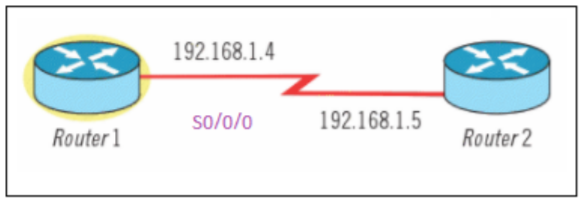 192.168.1.4
S0/0/0
192.168.1.5
Router 1
Router 2